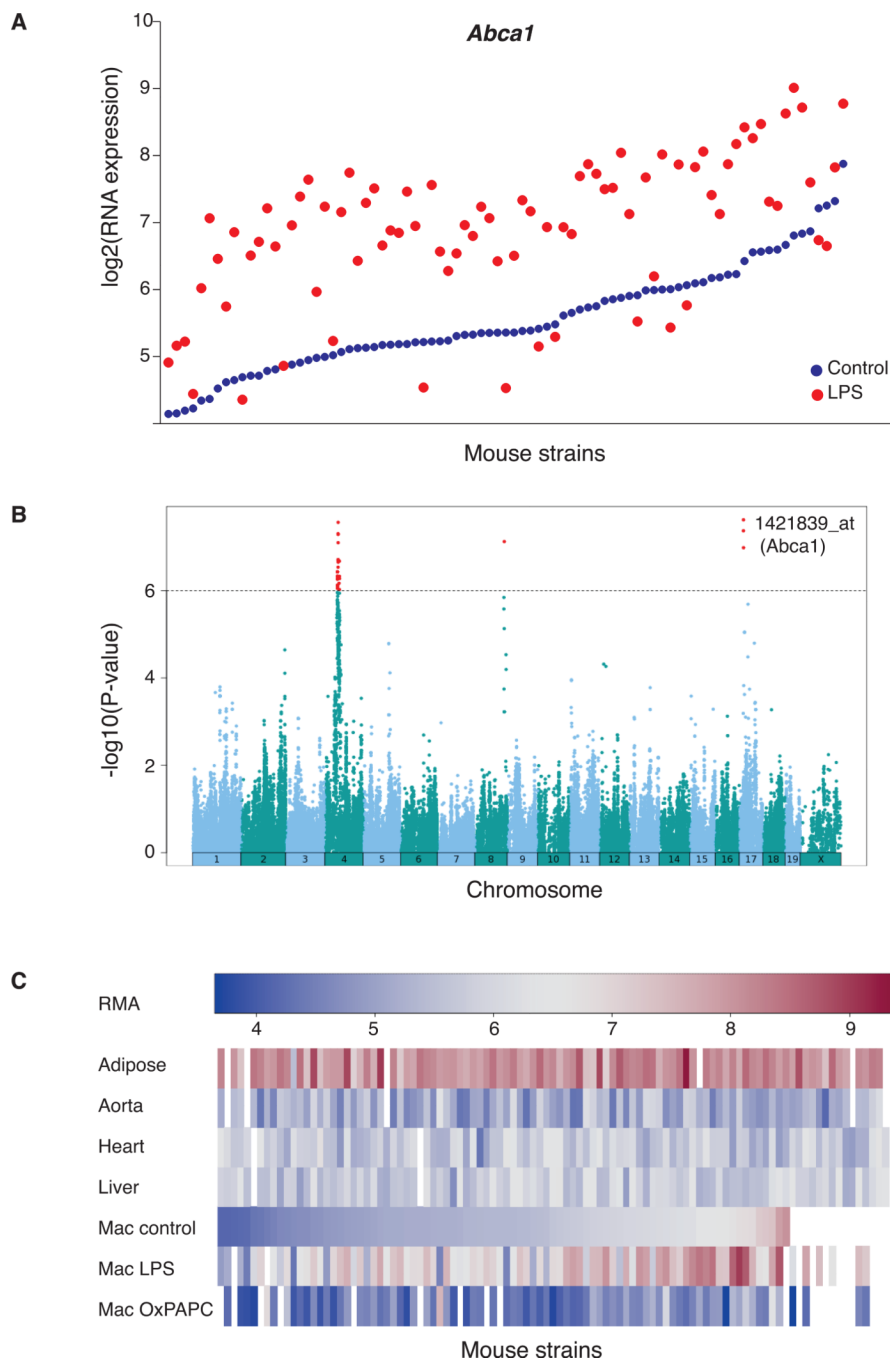 A
Abca1
10
9
8
7
6
5
log2(RNA expression)
Control
LPS
Mouse strains
B
1421839_at
(Abca1)
6
4
2
0
-log10(P-value)
1 2 3 4 5 6 7 8 9 10 11 12 13 14 15 16 17 18 19 X
Chromosome
C
RMA
4 5 6 7 8 9
Adipose
Aorta
Heart
Liver
Mac control
Mac LPS
Mac OxPAPC
Mouse strains